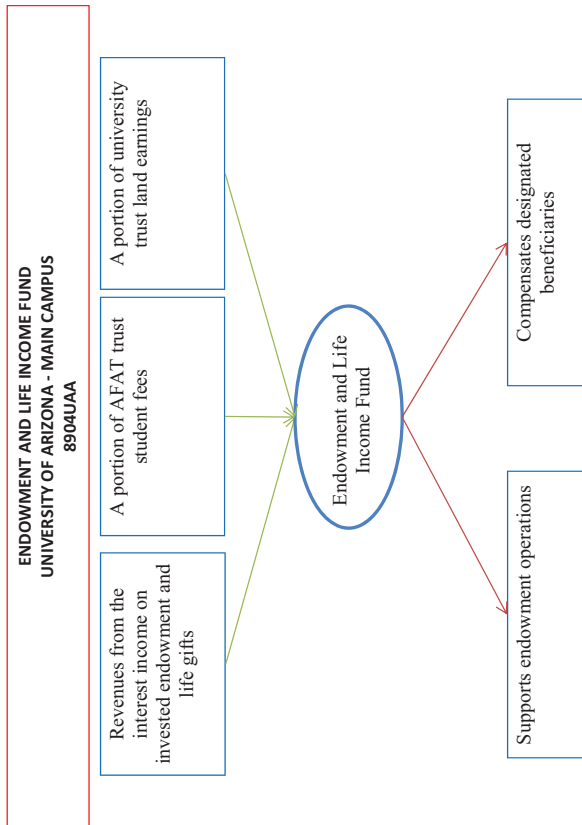 ENDOWMENT AND LIFE INCOME FUND
UNIVERSITY OF ARIZONA - MAIN CAMPUS
8904UAA
Revenues from the
interest income on
invested endowment and
life gifts
A portion of AFAT trust
student fees
A portion of university
trust land earnings
Endowment and Life
Income Fund
Supports endowment operations
Compensates designated
beneficiaries